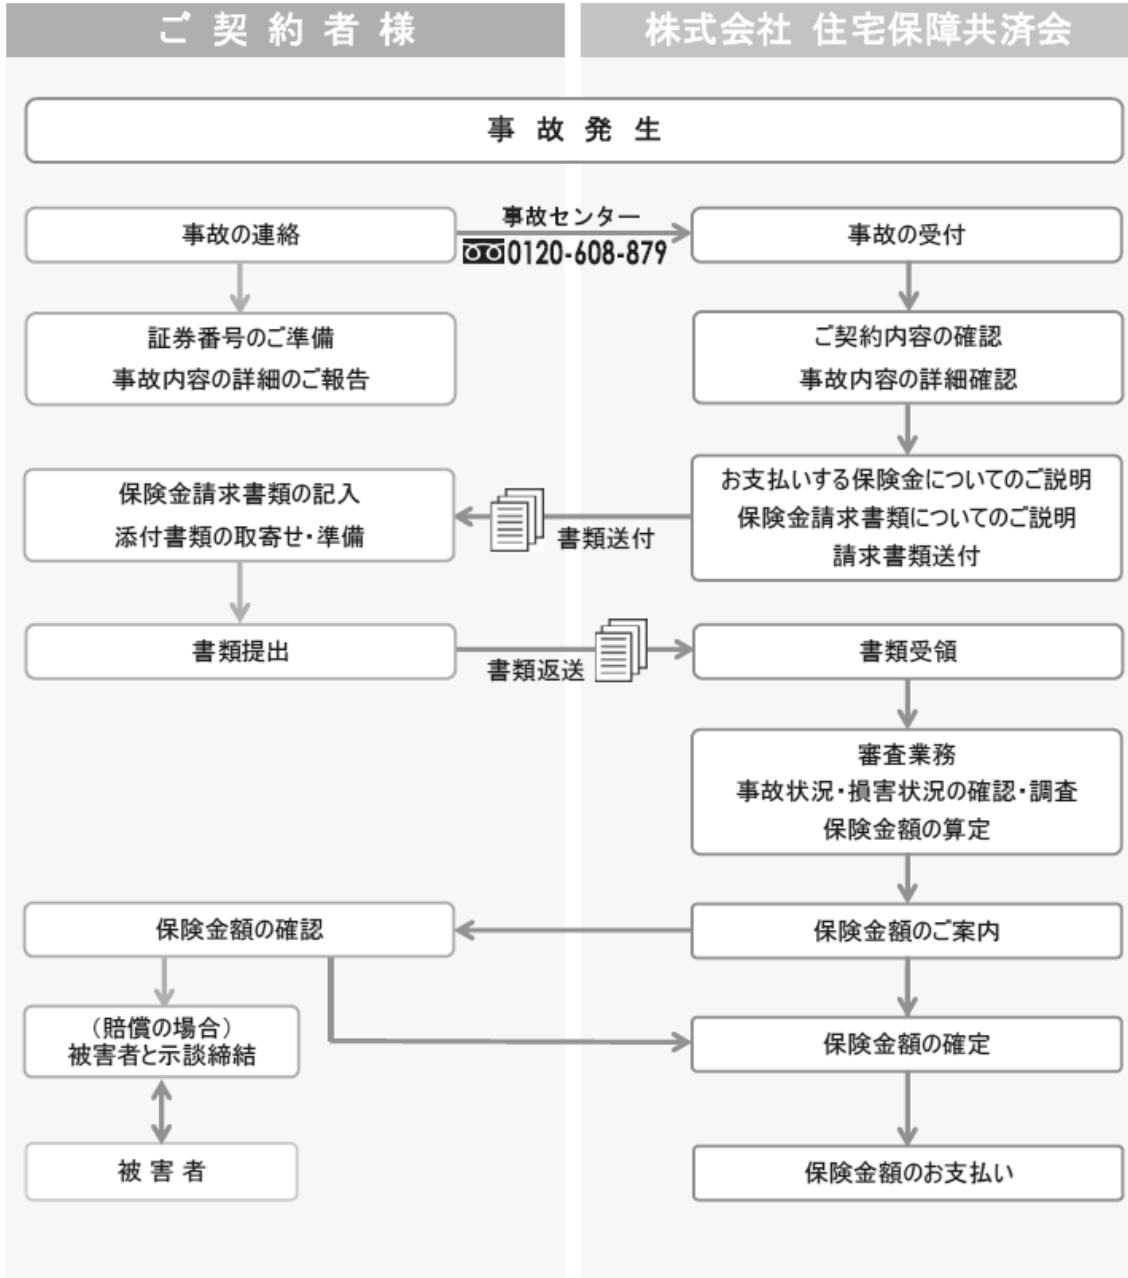 ご契約者様
株式会社 住宅保障共済会
事故発生
事故の連絡
事故センター
0120-608-879
事故の受付
証券番号のご準備
事故内容の詳細のご報告
ご契約内容の確認
事故内容の詳細確認
お支払いする保険金についてのご説明
保険金請求書類についてのご説明
請求書類送付
書類送付
保険金請求書類の記入
添付書類の取寄せ・準備
書類提出
書類返送
書類受領
審査業務
事故状況・損害状況の確認・調査
保険金額の算定
保険金額のご案内
保険金額の確認
(賠償の場合)
被害者と示談締結
被害者
保険金額の確定
保険金額のお支払い